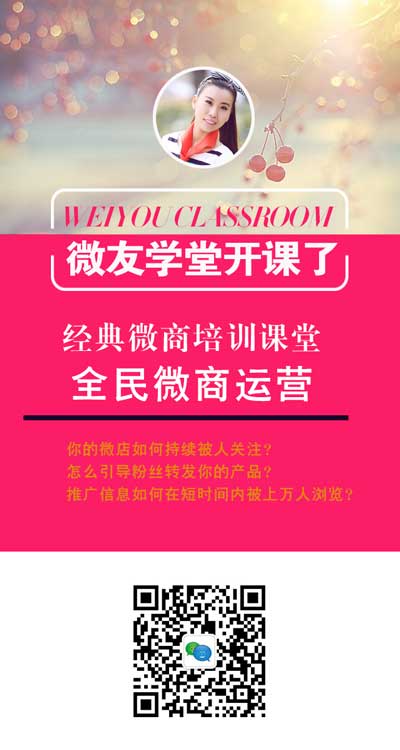 WEIYOU CLASSROOM
微友学堂开课了
经典微商培训课堂
全民微商运营
你的微店如何持续被人关注?
怎么引导粉丝转发你的产品?
推广信息如何在短时间内被上万人浏览?